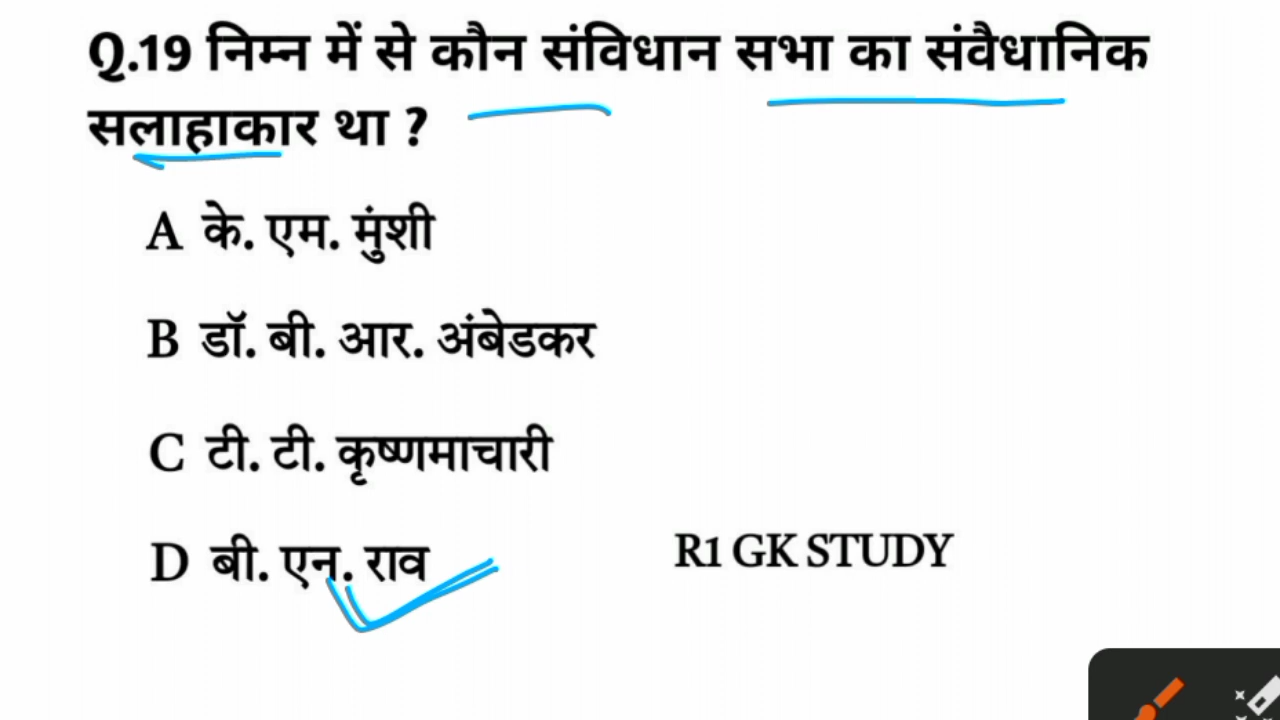 Q.19 निम्न में से कौन संविधान सभा का संवैधानिक
सलाहाकार था ?
A के. एम. मुंशी
B डॉ. बी. आर. अंबेडकर
C टी. टी. कृष्णमाचारी
D बी. एन. राव
R1 GK STUDY